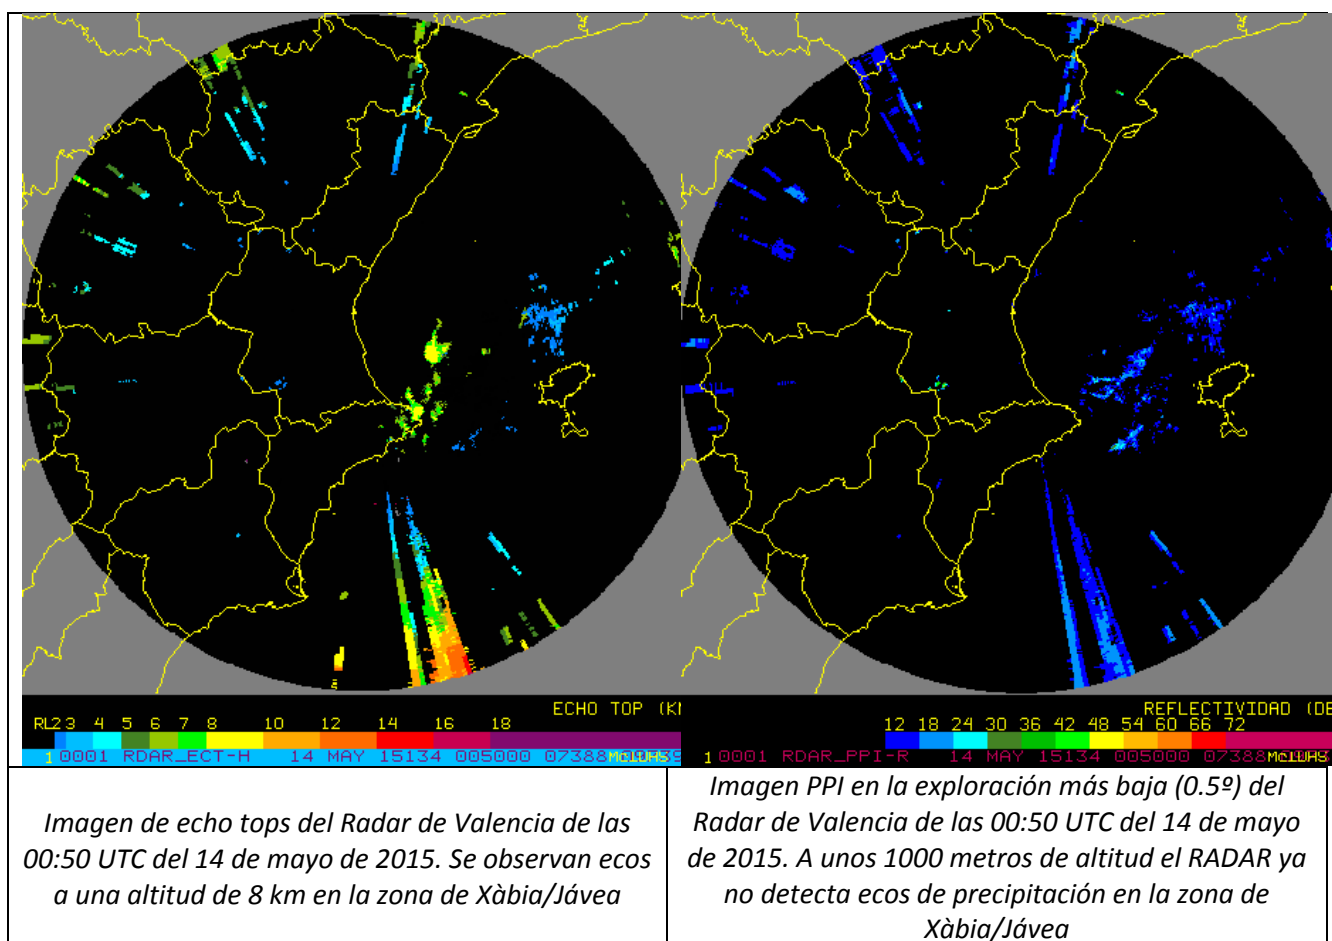 ECHO TOP (KM
RL2 3 4 5 6 7 8 10 12 14 16 18
1 0001 RDAR_ECT-H 14 MAY 15134 005000 07388
McIDAS
REFLECTIVIDAD (DB
12 18 24 30 36 42 48 54 60 66 72
1 0001 RDAR_PPI-R 14 MAY 15134 005000 07388
McIDAS
Imagen de echo tops del Radar de Valencia de las
00:50 UTC del 14 de mayo de 2015. Se observan ecos
a una altitud de 8 km en la zona de Xàbia/Jávea
Imagen PPI en la exploración más baja (0.5º) del
Radar de Valencia de las 00:50 UTC del 14 de mayo
de 2015. A unos 1000 metros de altitud el RADAR ya
no detecta ecos de precipitación en la zona de
Xàbia/Jávea